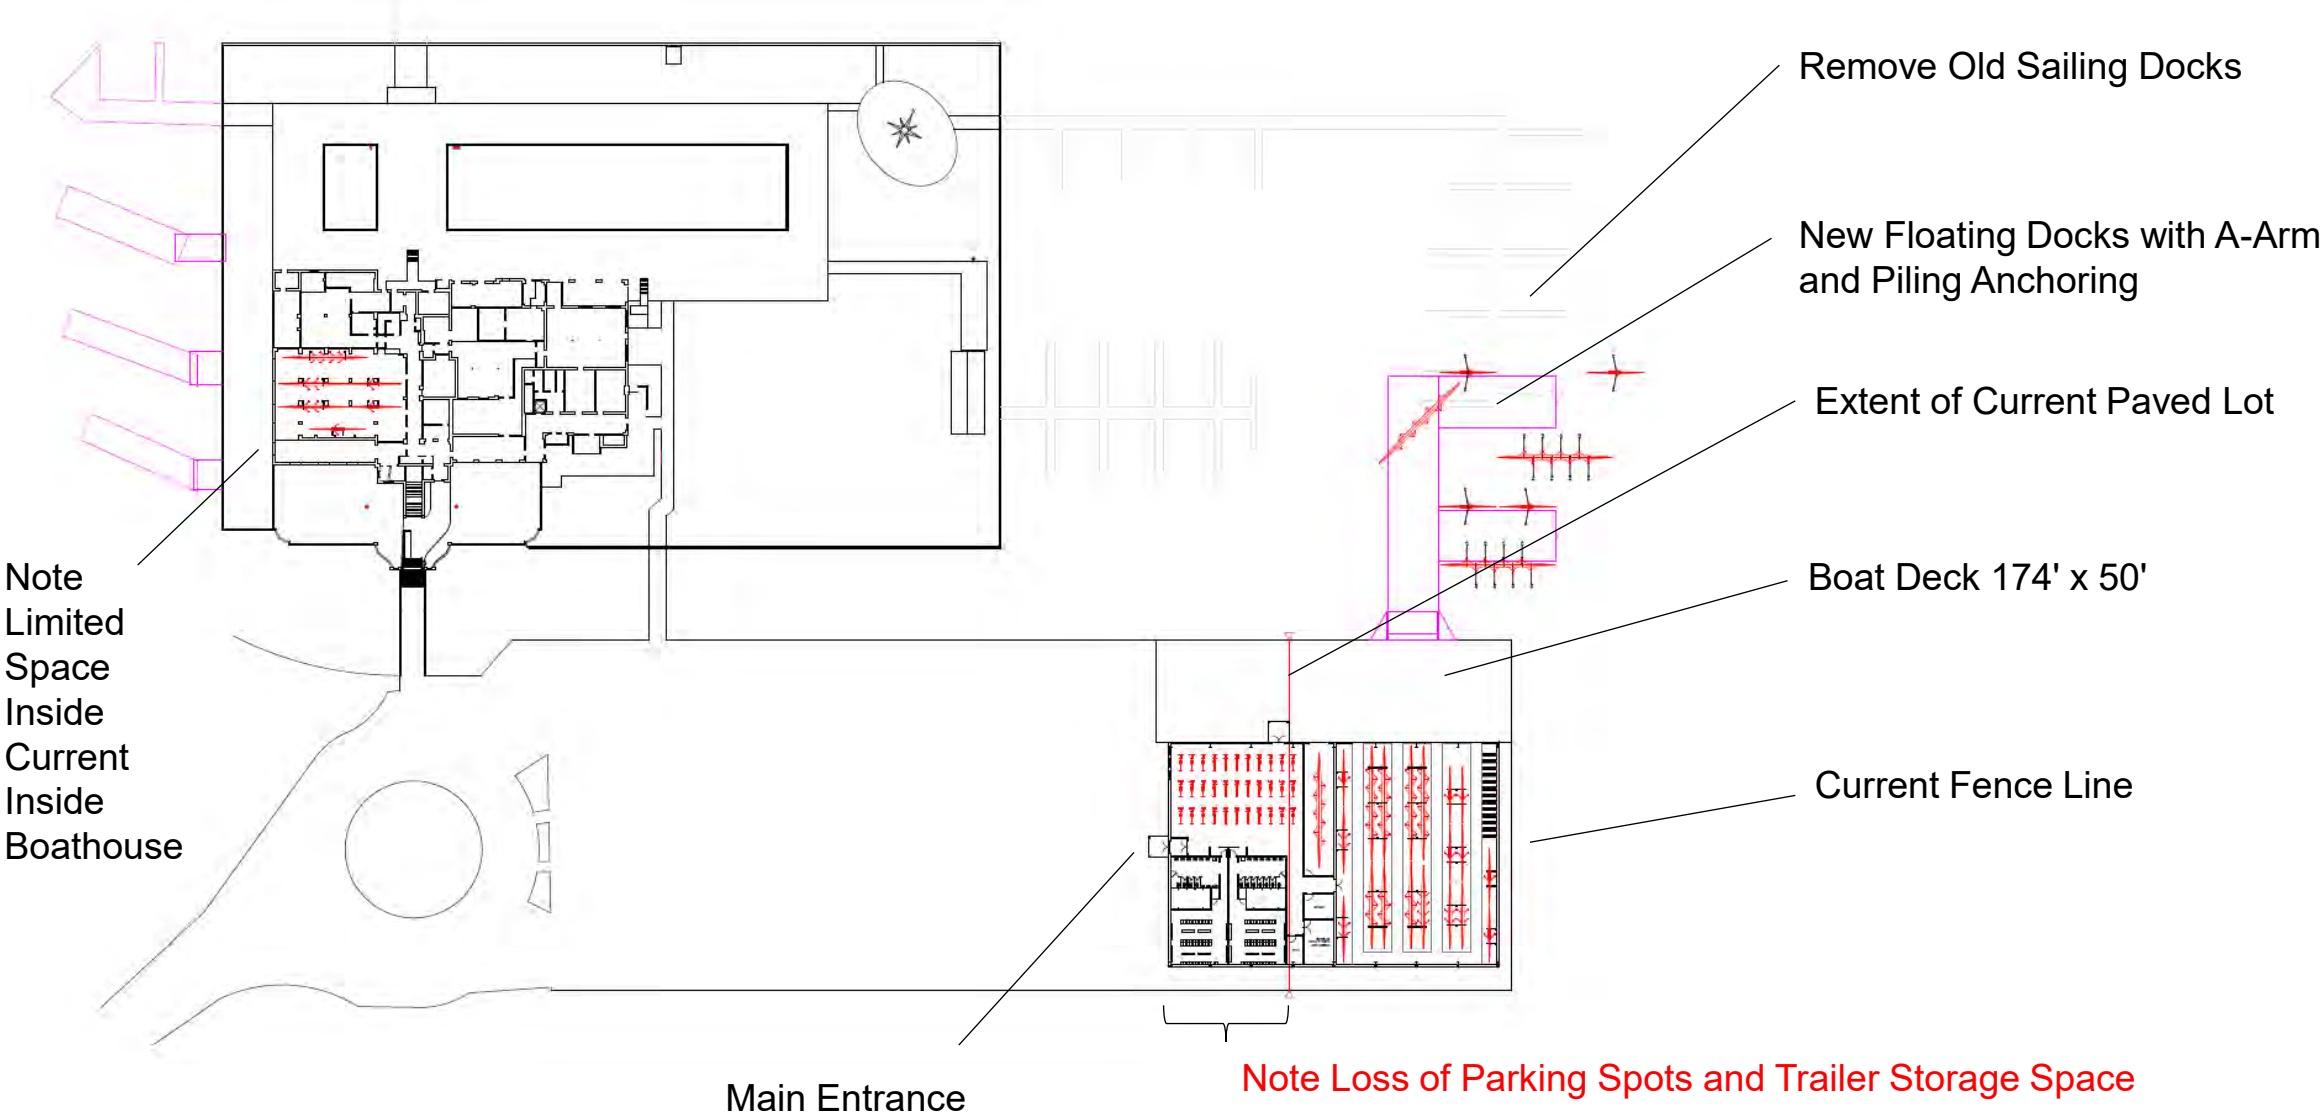 Remove Old Sailing Docks
New Floating Docks with A-Arm
and Piling Anchoring
Extent of Current Paved Lot
Boat Deck 174' x 50'
Current Fence Line
Note
Limited
Space
Inside
Current
Inside
Boathouse
Main Entrance
Note Loss of Parking Spots and Trailer Storage Space